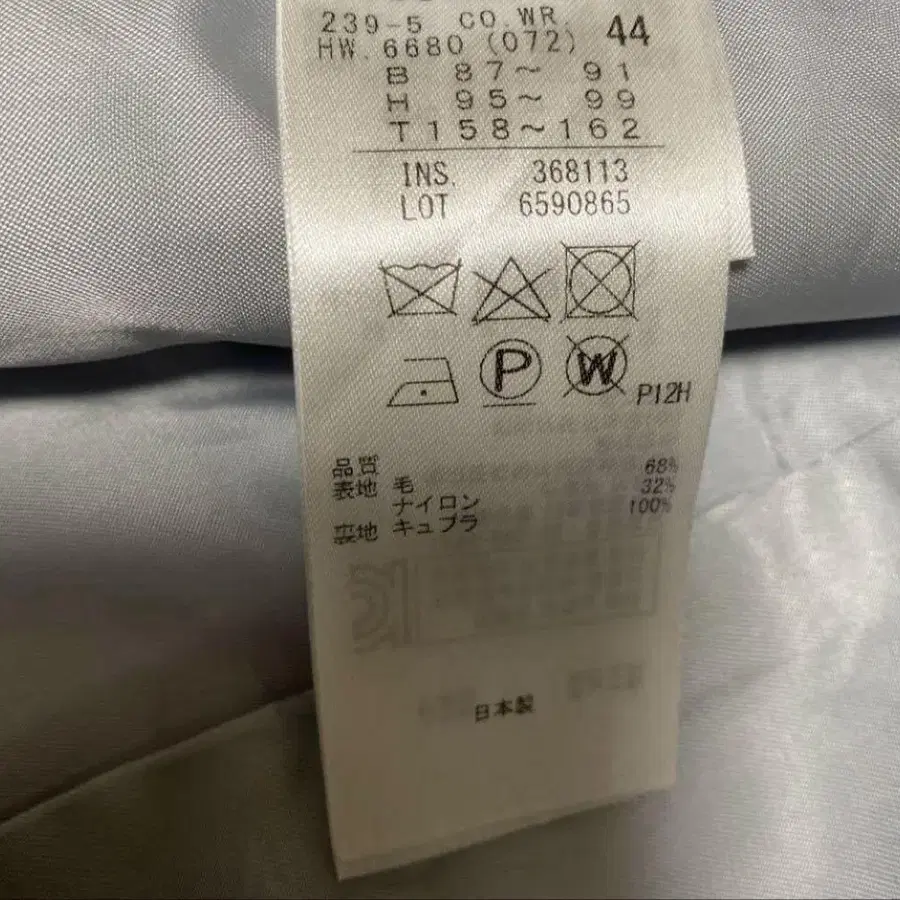 239-5 CO.WR.
HW.6680 (072) 44
B 87～ 91
H 95～ 99
T158～162
INS. 368113
LOT 6590865
P
W
P12H
品質
表地 毛 68%
ナイロン 32%
裏地 キュプラ 100%
日本製